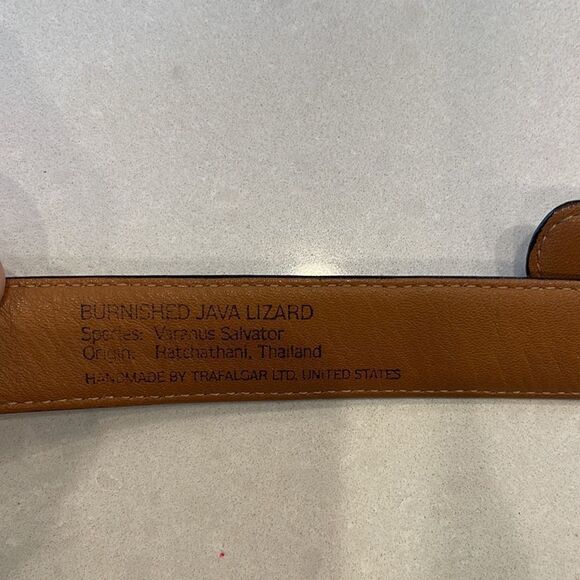 BURNISHED JAVA LIZARD
Species: Varanus Salvator
Origin: Ratchathani, Thailand
HANDMADE BY TRAFALGAR LTD, UNITED STATES